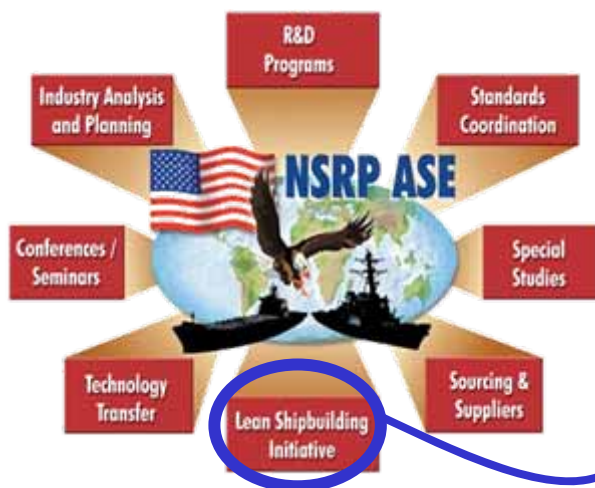 R&D
Programs
Industry Analysis
and Planning
Standards
Coordination
NSRP ASE
Conferences /
Seminars
Special
Studies
Technology
Transfer
Lean Shipbuilding
Initiative
Sourcing &
Suppliers